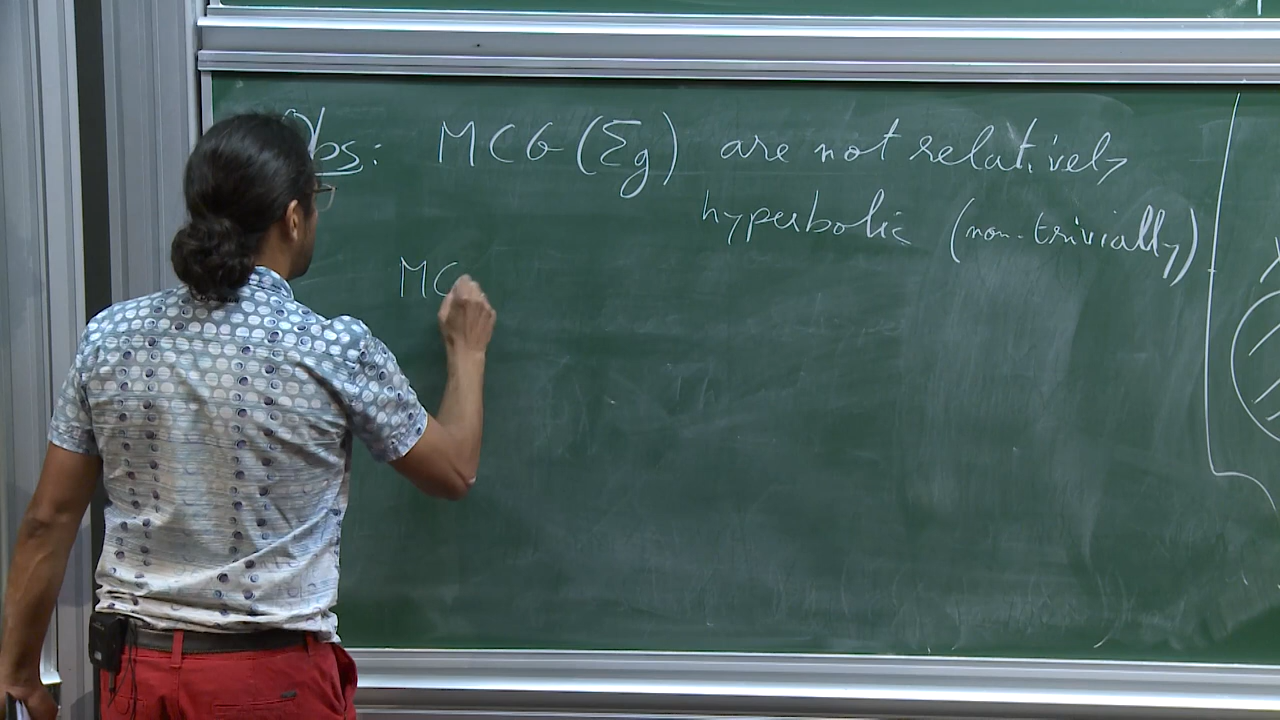 Obs: MCG (Σg) are not relatively
hyperbolic (non-trivially)
MC